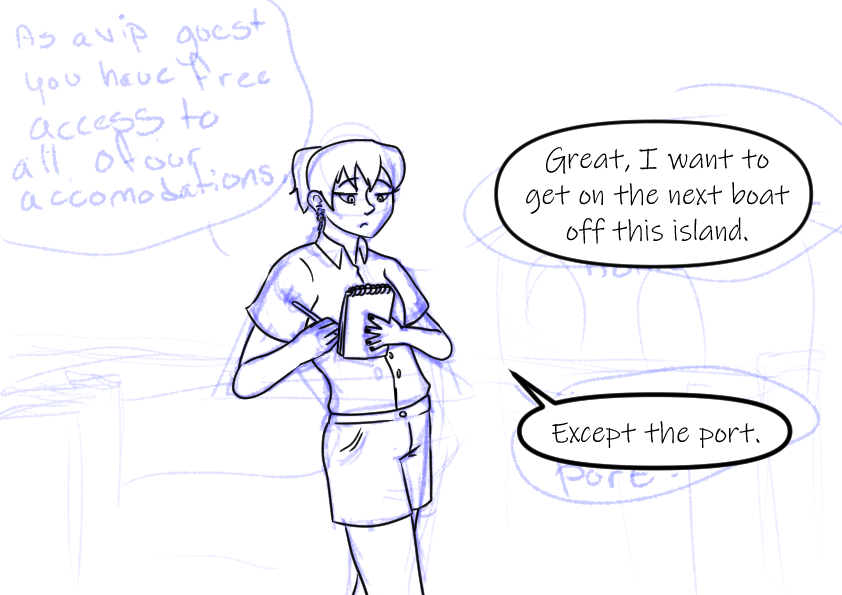 As a vip guest
you have free
access to
all of our
accomodations.
Great, I want to
get on the next boat
off this island.
Except the port.
port.